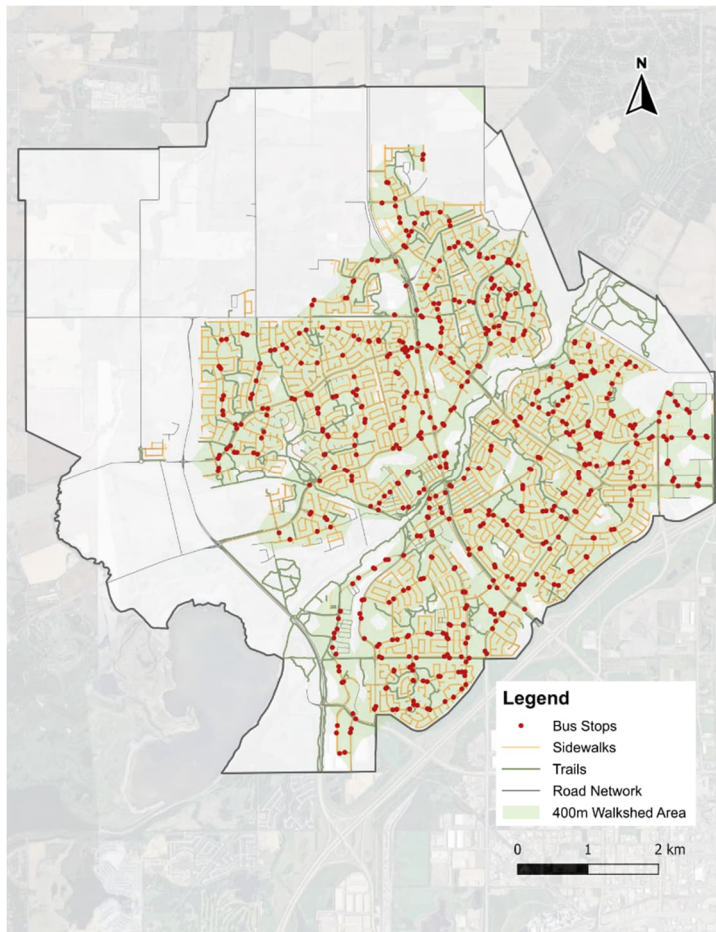 N
Legend
Bus Stops
Sidewalks
Trails
Road Network
400m Walkshed Area
0 1 2 km